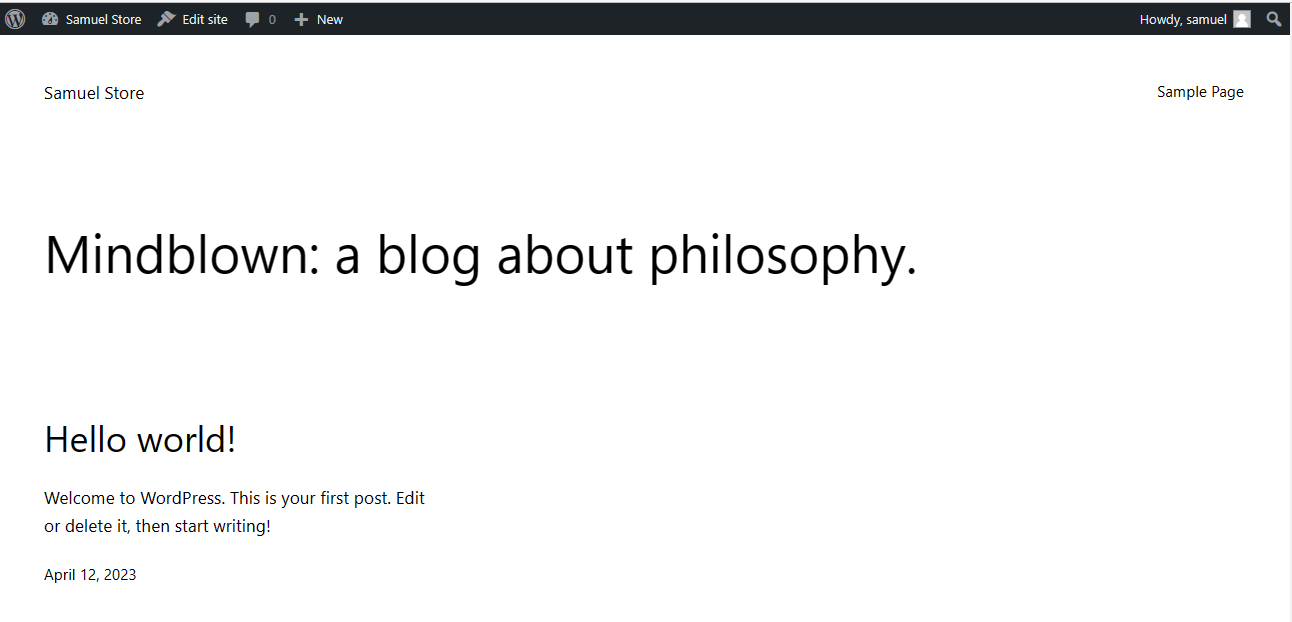 Samuel Store Edit site 0 New Howdy, samuel
Samuel Store Sample Page
Mindblown: a blog about philosophy.
Hello world!
Welcome to WordPress. This is your first post. Edit
or delete it, then start writing!
April 12, 2023